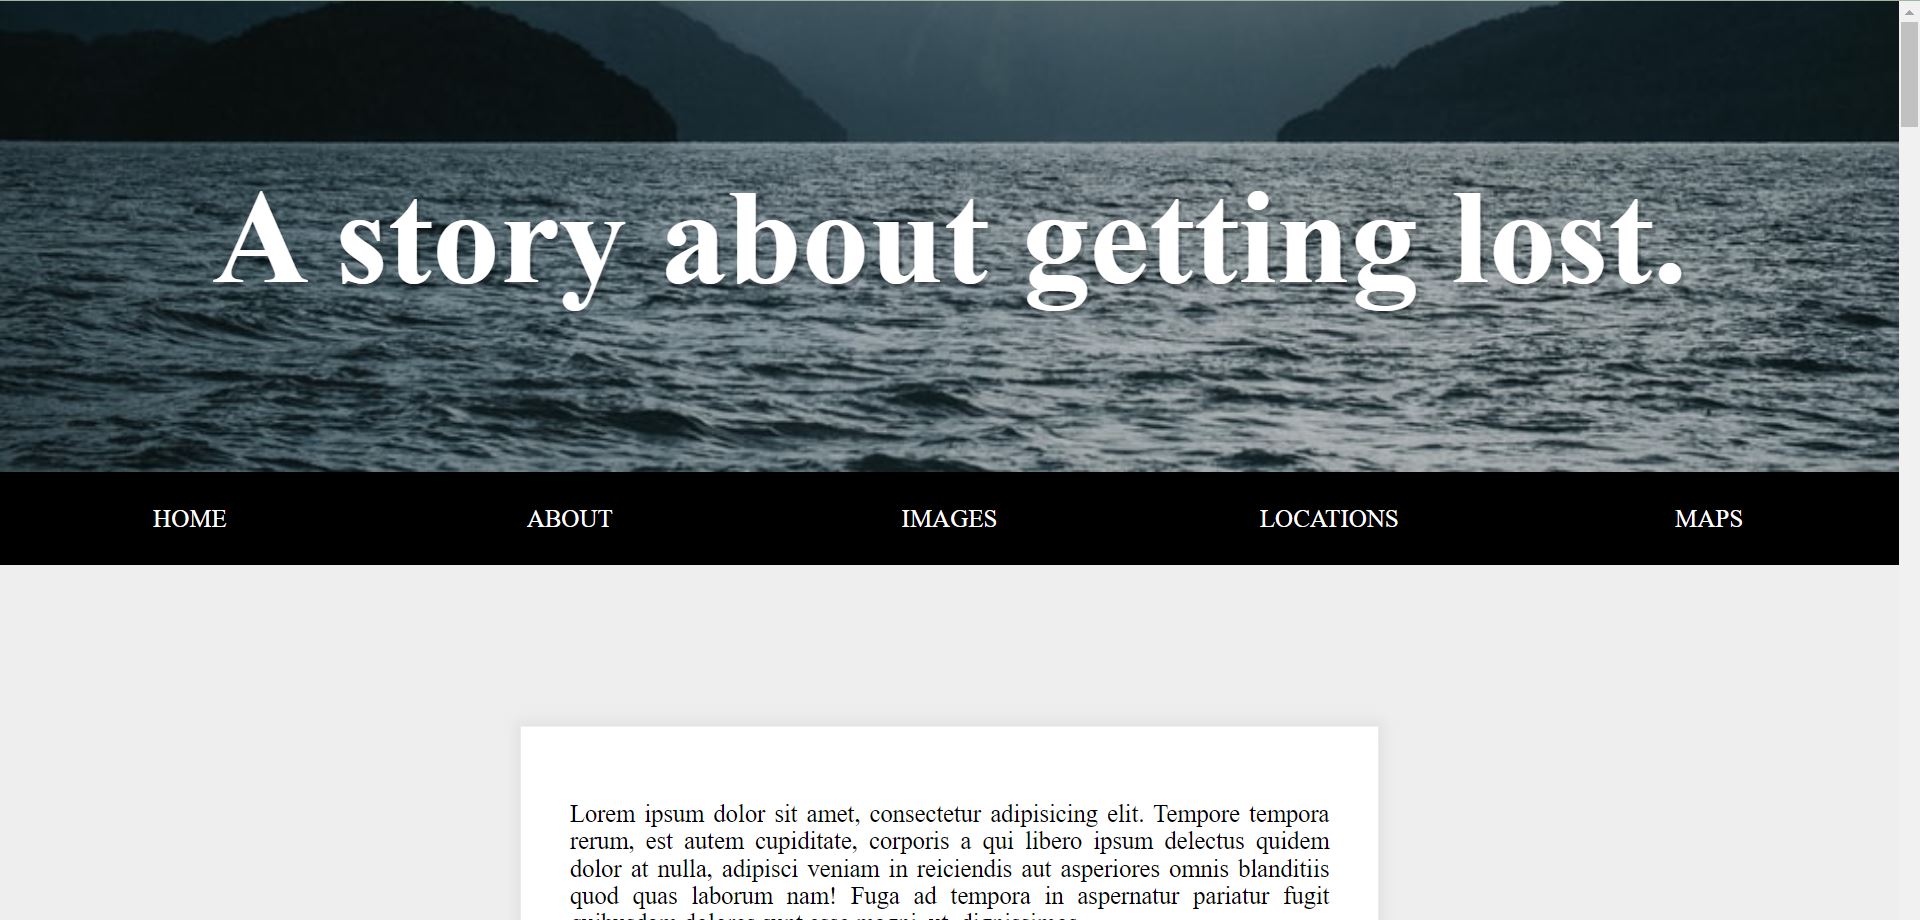 A story about getting lost.
HOME ABOUT IMAGES LOCATIONS MAPS
Lorem ipsum dolor sit amet, consectetur adipisicing elit. Tempore tempora
rerum, est autem cupiditate, corporis a qui libero ipsum delectus quidem
dolor at nulla, adipisci veniam in reiciendis aut asperiores omnis blanditiis
quod quas laborum nam! Fuga ad tempora in aspernatur pariatur fugit